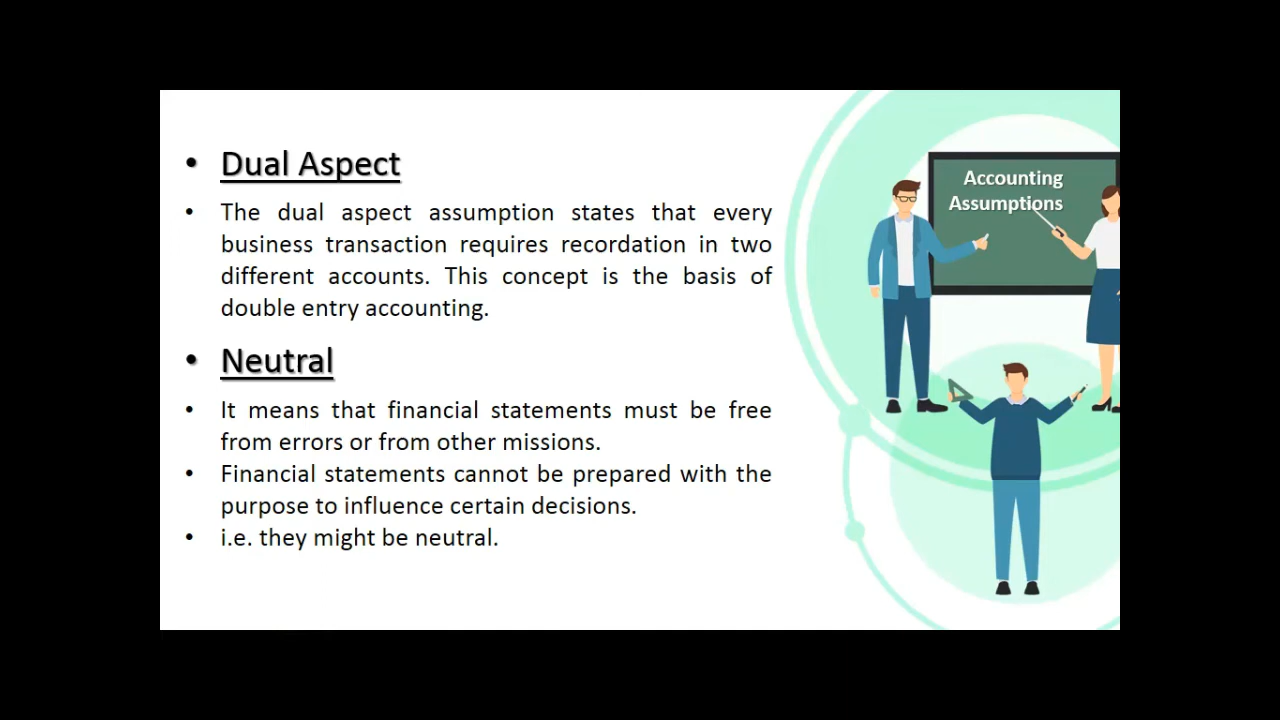 • Dual Aspect
• The dual aspect assumption states that every
business transaction requires recordation in two
different accounts. This concept is the basis of
double entry accounting.
• Neutral
• It means that financial statements must be free
from errors or from other missions.
• Financial statements cannot be prepared with the
purpose to influence certain decisions.
• i.e. they might be neutral.
Accounting
Assumptions